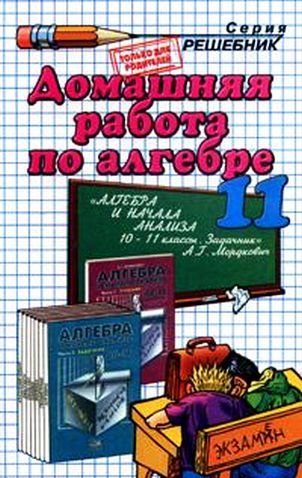 Серия
РЕШЕБНИК
ТОЛЬКО ДЛЯ
РОДИТЕЛЕЙ
Домашняя
работа
по алгебре
11
«АЛГЕБРА
И НАЧАЛА
АНАЛИЗА
10-11 классы. Задачник»
А.Г. Мордкович
АЛГЕБРА
АЛГЕБРА
ЭКЗАМЕН